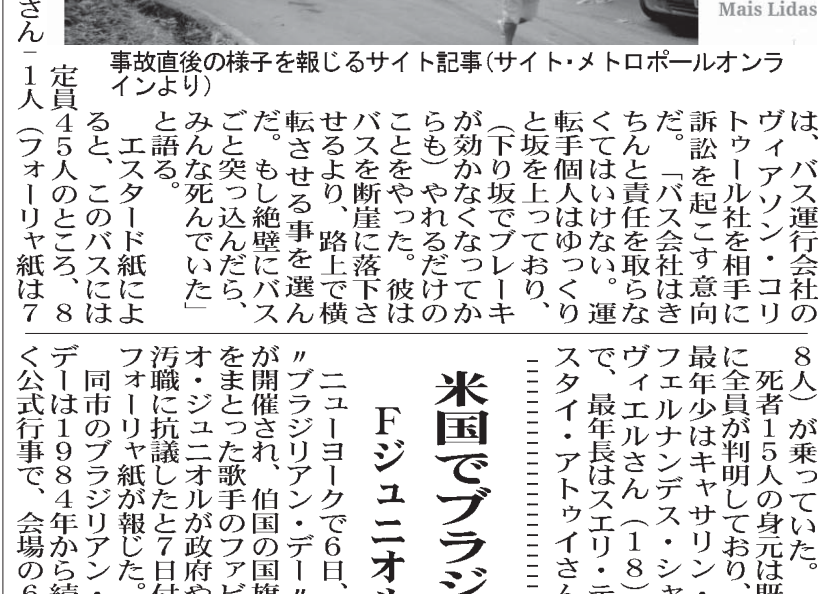 Mais Lidas
事故直後の様子を報じるサイト記事（サイト・メトロポールオンラ
インより）
は、バス運行会社の
ヴィアソン・コリ
トゥール社を相手に
訴訟を起こす意向
だ。「バス会社はき
ちんと責任を取らな
くてはいけない。運
転手個人はゆっくり
と坂を上っており、
（下り坂でブレーキ
が効かなくなってか
らも）やれるだけの
ことをやった。彼は
バスを断崖に落下さ
せるより、路上で横
転させる事を選ん
だ。もし絶壁にバス
ごと突っ込んだら、
みんな死んでいた」
と語る。
エスタード紙によ
ると、このバスには
定員４５人のところ、８
さん
１人（フォーリャ紙は７
８人）が乗っていた。
死者１５人の身元は既
に全員が判明しており、
最年少はキャサリン・
フェルナンデス・シャ
ヴィエルさん（１８）
で、最年長はスエリ・テ
スタイ・アトゥイさん
米国でブラジ
Ｆジュニオル
ニューヨークで６日、
〃ブラジリアン・デー〃
が開催され、伯国の国旗
をまとった歌手のファビ
オ・ジュニオルが政府や
汚職に抗議したと７日付
フォーリャ紙が報じた。
同市のブラジリアン・
デーは１９８４年から続
く公式行事で、会場の６